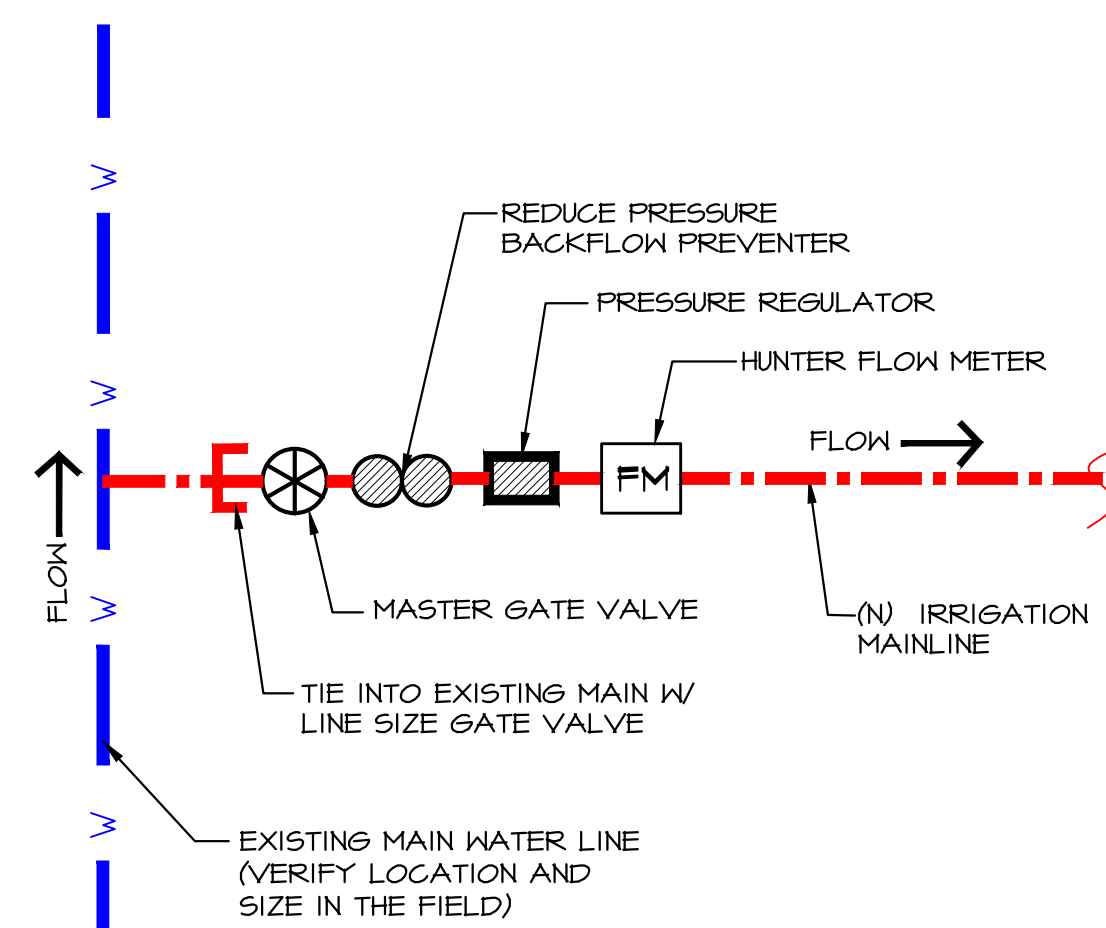 W
REDUCE PRESSURE
BACKFLOW PREVENTER
PRESSURE REGULATOR
HUNTER FLOW METER
W
FLOW
FM
FLOW
W
MASTER GATE VALVE
(N) IRRIGATION
MAINLINE
TIE INTO EXISTING MAIN W/
LINE SIZE GATE VALVE
W
EXISTING MAIN WATER LINE
(VERIFY LOCATION AND
SIZE IN THE FIELD)